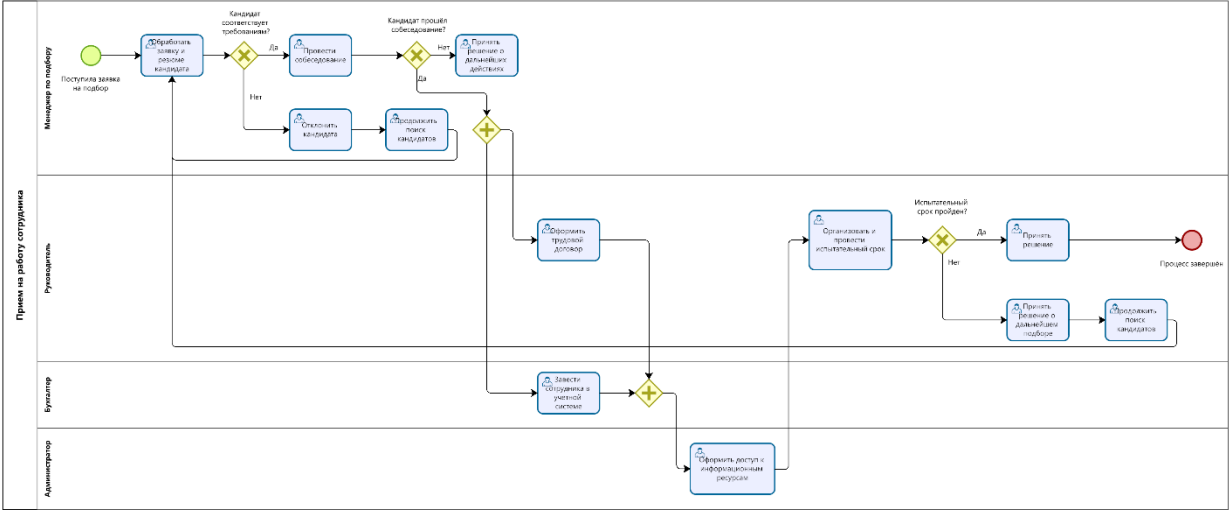 Прием на работу сотрудника
Менеджер по подбору
Поступила заявка
на подбор
Обработать
заявку и
резюме
кандидата
Кандидат
соответствует
требованиям?
Да
Нет
Провести
собеседование
Отклонить
кандидата
Продолжить
поиск
кандидатов
Кандидат прошёл
собеседование?
Нет
Да
Принять
решение о
дальнейших
действиях
Руководитель
Оформить
трудовой
договор
Организовать и
провести
испытательный срок
Испытательный
срок пройден?
Да
Нет
Принять
решение
Процесс завершён
Принять
решение о
дальнейшем
подборе
Продолжить
поиск
кандидатов
Бухгалтер
Завести
сотрудника в
учетной
системе
Администратор
Оформить доступ к
информационным
ресурсам